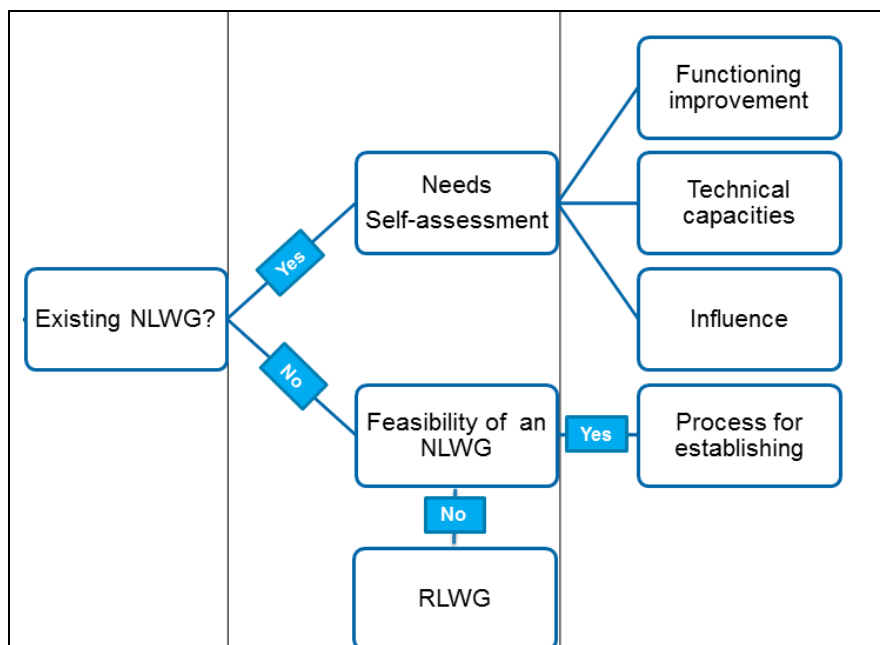 Existing NLWG?
Yes
No
Needs
Self-assessment
Feasibility of an
NLWG
Yes
No
RLWG
Functioning
improvement
Technical
capacities
Influence
Process for
establishing